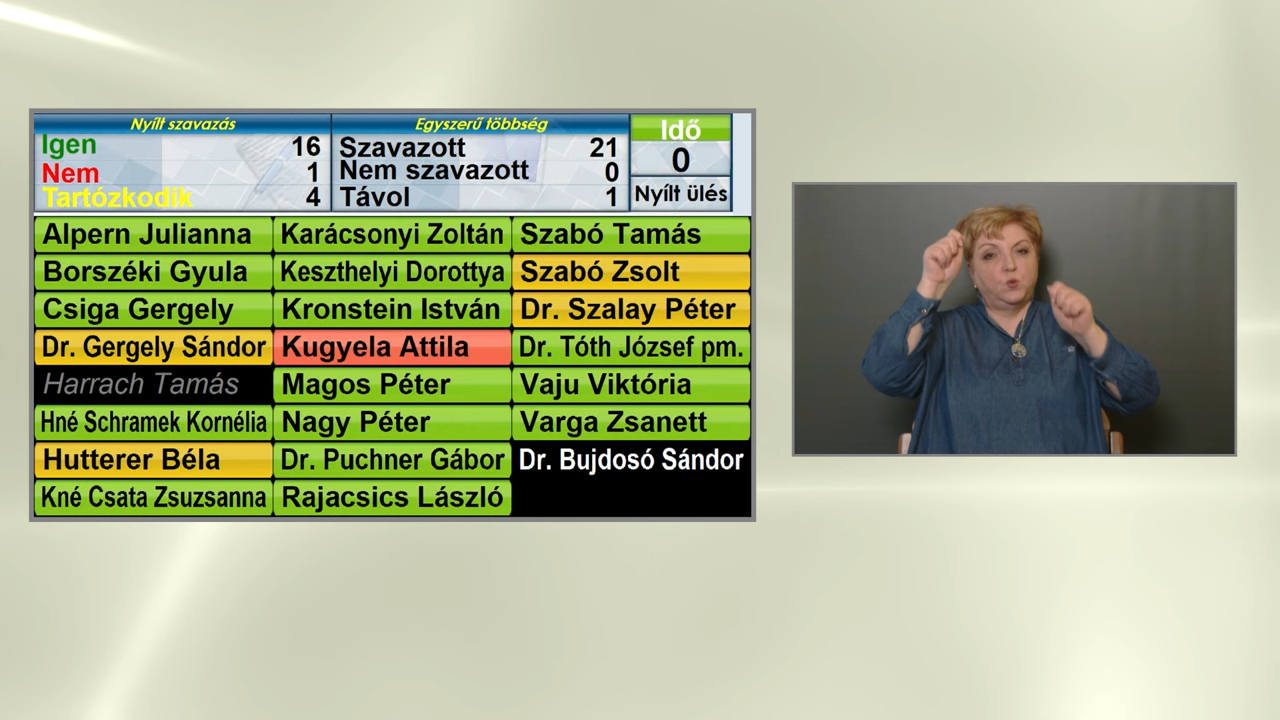 Nyílt szavazás
Igen 16
Nem 1
Tartózkodik 4
Egyszerű többség
Szavazott 21
Nem szavazott 0
Távol 1
Idő
0
Nyílt ülés
Alpern Julianna Karácsonyi Zoltán Szabó Tamás
Borszéki Gyula Keszthelyi Dorottya Szabó Zsolt
Csiga Gergely Kronstein István Dr. Szalay Péter
Dr. Gergely Sándor Kugyela Attila Dr. Tóth József pm.
Harrach Tamás Magos Péter Vaju Viktória
Hné Schramek Kornélia Nagy Péter Varga Zsanett
Hutterer Béla Dr. Puchner Gábor Dr. Bujdosó Sándor
Kné Csata Zsuzsanna Rajacsics László